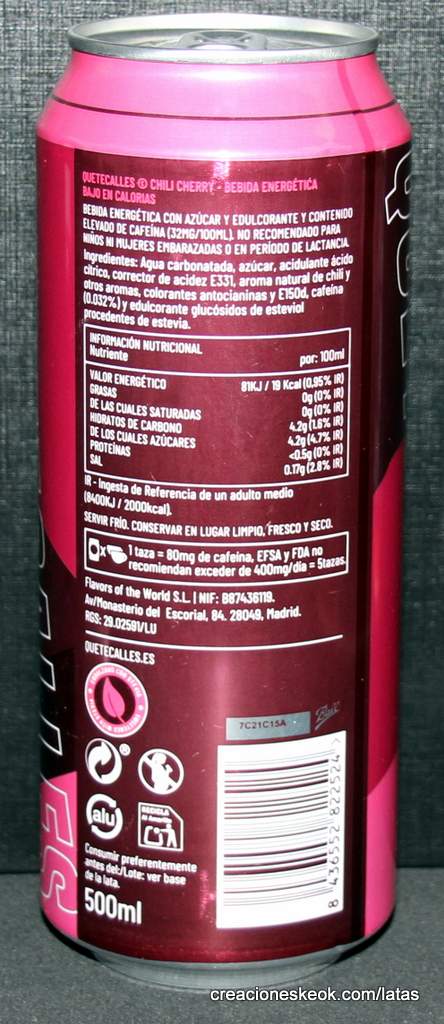 QUETECALLES ® CHILI CHERRY - BEBIDA ENERGÉTICA
BAJO EN CALORIAS
BEBIDA ENERGÉTICA CON AZÚCAR Y EDULCORANTE Y CONTENIDO
ELEVADO DE CAFEÍNA (32MG/100ML). NO RECOMENDADO PARA
NIÑOS NI MUJERES EMBARAZADAS O EN PERÍODO DE LACTANCIA.
Ingredientes: Agua carbonatada, azúcar, acidulante ácido
cítrico, corrector de acidez E331, aroma natural de chili y
otros aromas, colorantes antocianinas y E150d, cafeína
(0.032%) y edulcorante glucósidos de esteviol
procedentes de estevia.
INFORMACIÓN NUTRICIONAL
Nutriente por: 100ml
VALOR ENERGÉTICO 81KJ / 19 Kcal (0,95% IR)
GRASAS 0g (0% IR)
DE LAS CUALES SATURADAS 0g (0% IR)
HIDRATOS DE CARBONO 4.2g (1.6% IR)
DE LOS CUALES AZÚCARES 4.2g (4.7% IR)
PROTEÍNAS <0.5g (0% IR)
SAL 0.17g (2.8% IR)
IR - Ingesta de Referencia de un adulto medio
(8400KJ / 2000kcal).
SERVIR FRÍO. CONSERVAR EN LUGAR LIMPIO, FRESCO Y SECO.
x 1 taza = 80mg de cafeína, EFSA y FDA no
recomiendan exceder de 400mg/día = 5tazas.
Flavors of the World S.L. | NIF: B87436119.
Av/Monasterio del Escorial, 84. 28049, Madrid.
RGS: 29.02591/LU
QUETECALLES.ES
7C21C15A
Ball
®
alu
RECICLA
Al Amarillo
Consumir preferentemente
antes del:/Lote: ver base
de la lata.
500ml
8 436552 822524 >
creacioneskeok.com/latas